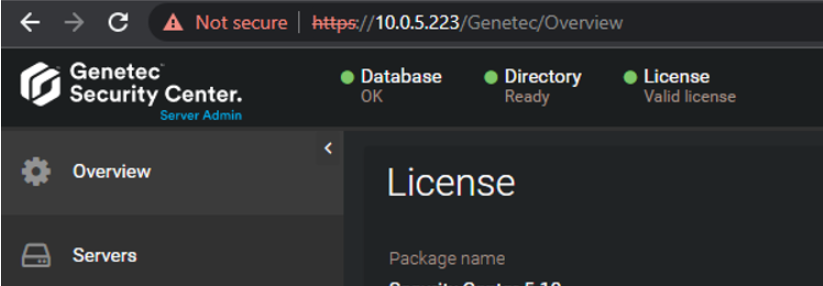 Not secure | https://10.0.5.223/Genetec/Overview
Genetec™
Security Center.
Server Admin
Database
OK
Directory
Ready
License
Valid license
Overview
License
Package name
Servers